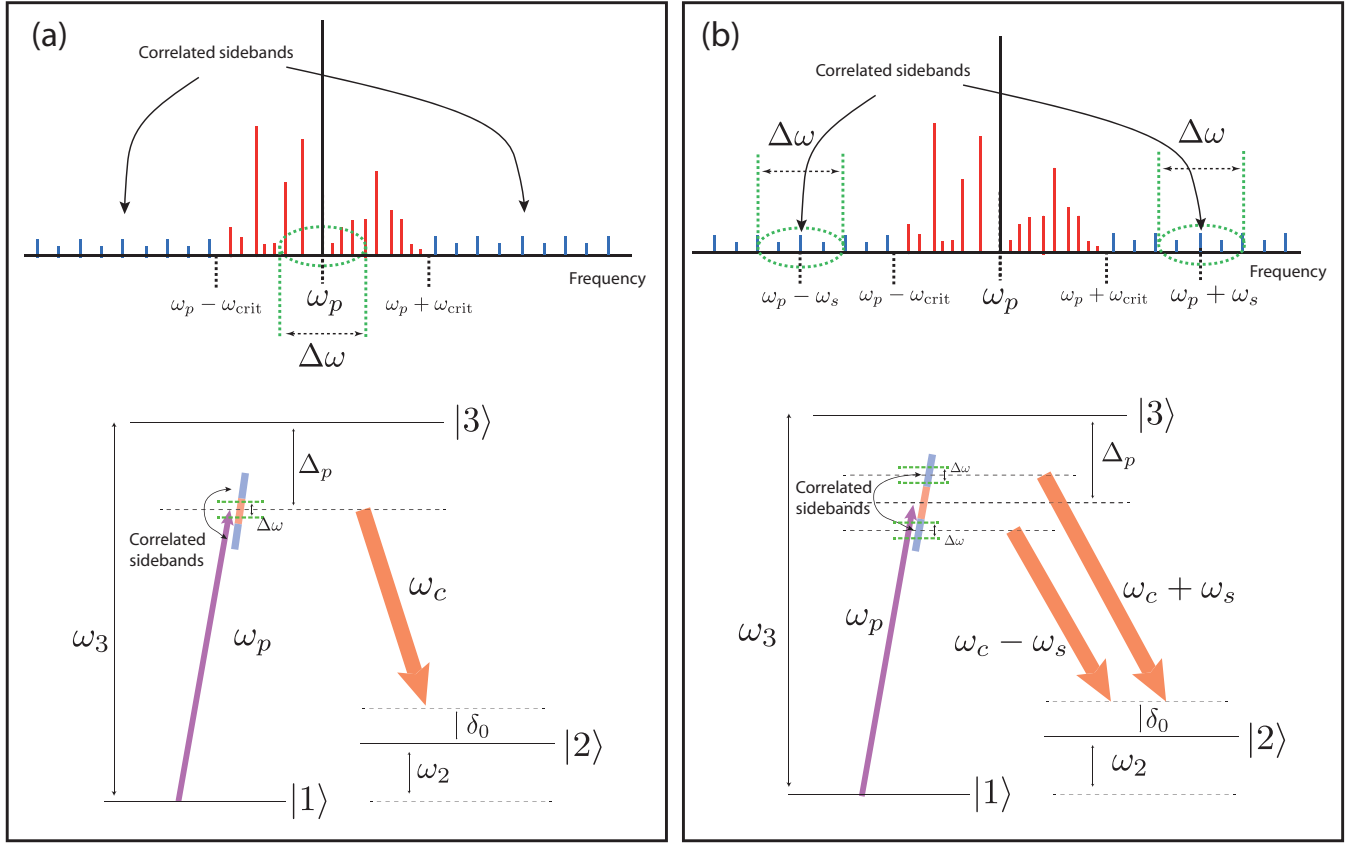 (a)
Correlated sidebands
Frequency
ω_p − ω_crit
ω_p
ω_p + ω_crit
Δω
|3⟩
Δ_p
Δω
Correlated
sidebands
ω_c
ω_3
ω_p
δ_0
|2⟩
ω_2
|1⟩
(b)
Correlated sidebands
Δω
Δω
Frequency
ω_p − ω_s
ω_p − ω_crit
ω_p
ω_p + ω_crit
ω_p + ω_s
|3⟩
Δ_p
Δω
Correlated
sidebands
Δω
ω_c + ω_s
ω_3
ω_p
ω_c − ω_s
δ_0
|2⟩
ω_2
|1⟩